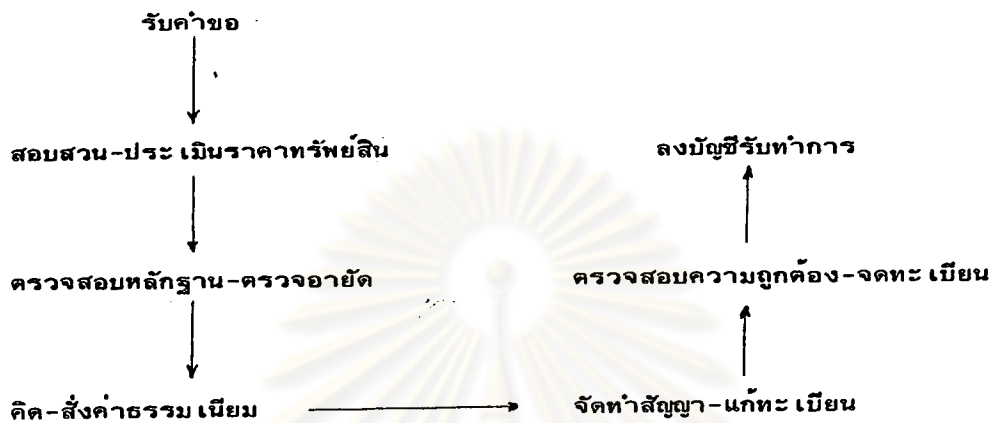 รับคำขอ
สอบสวน-ประเมินราคาทรัพย์สิน
ตรวจสอบหลักฐาน-ตรวจอายัด
คิด-สั่งค่าธรรมเนียม
จัดทำสัญญา-แก้ทะเบียน
ตรวจสอบความถูกต้อง-จดทะเบียน
ลงบัญชีรับทำการ